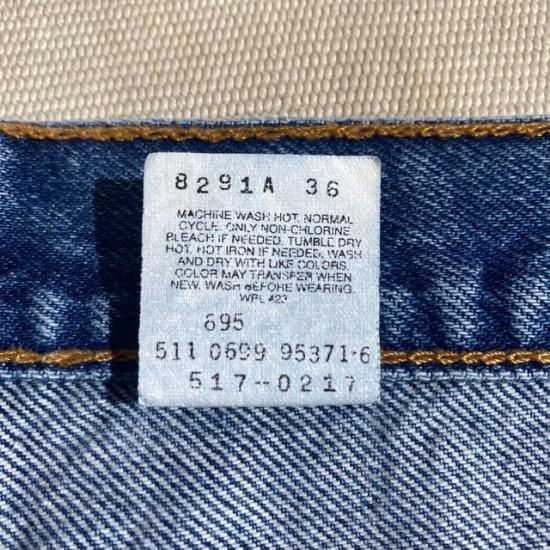 8291A 36
MACHINE WASH HOT. NORMAL
CYCLE. ONLY NON-CHLORINE
BLEACH IF NEEDED. TUMBLE DRY
HOT. HOT IRON IF NEEDED. WASH
AND DRY WITH LIKE COLORS.
COLOR MAY TRANSFER WHEN
NEW. WASH BEFORE WEARING.
WPL 423
695
511 0699 95371-6
517--0217